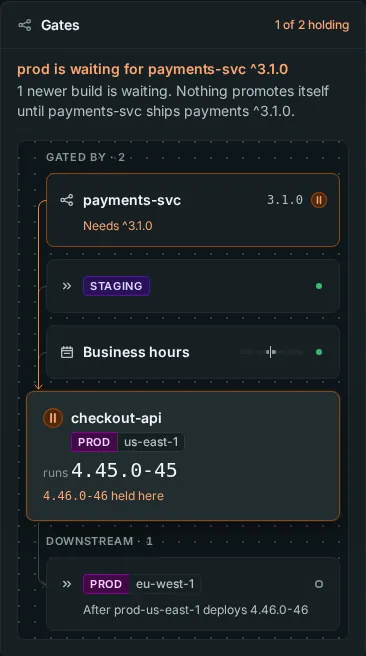 Gates
1 of 2 holding
prod is waiting for payments-svc ^3.1.0
1 newer build is waiting. Nothing promotes itself
until payments-svc ships payments ^3.1.0.
GATED BY · 2
payments-svc
3.1.0
Needs ^3.1.0
STAGING
Business hours
checkout-api
PROD us-east-1
runs 4.45.0-45
4.46.0-46 held here
DOWNSTREAM · 1
PROD eu-west-1
After prod-us-east-1 deploys 4.46.0-46